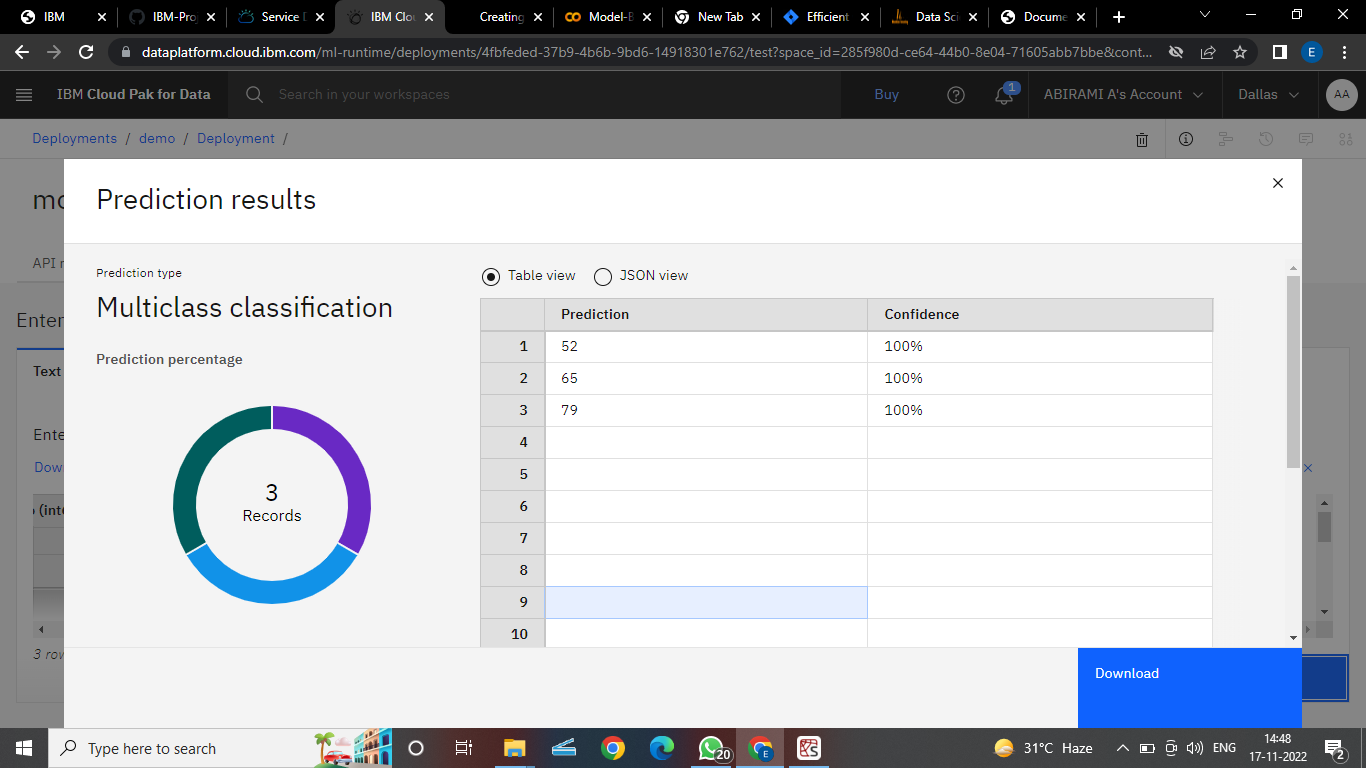 IBM
IBM-Proj
Service D
IBM Clou
Creating
Model-B
New Tab
Efficient
Data Sci
Docume
dataplatform.cloud.ibm.com/ml-runtime/deployments/4fbfeded-37b9-4b6b-9bd6-14918301e762/test?space_id=285f980d-ce64-44b0-8e04-71605abb7bbe&cont...
E
IBM Cloud Pak for Data
Search in your workspaces
Buy
1
ABIRAMI A's Account
Dallas
AA
Deployments / demo / Deployment /
mo
API r
Enter
Text
Ente
Dow
(int
3 rov
Prediction results
Prediction type
Multiclass classification
Prediction percentage
3
Records
Table view
JSON view
Prediction Confidence
1 52 100%
2 65 100%
3 79 100%
4
5
6
7
8
9
10
Download
Type here to search
20
E
31°C Haze
ENG
14:48
17-11-2022
2